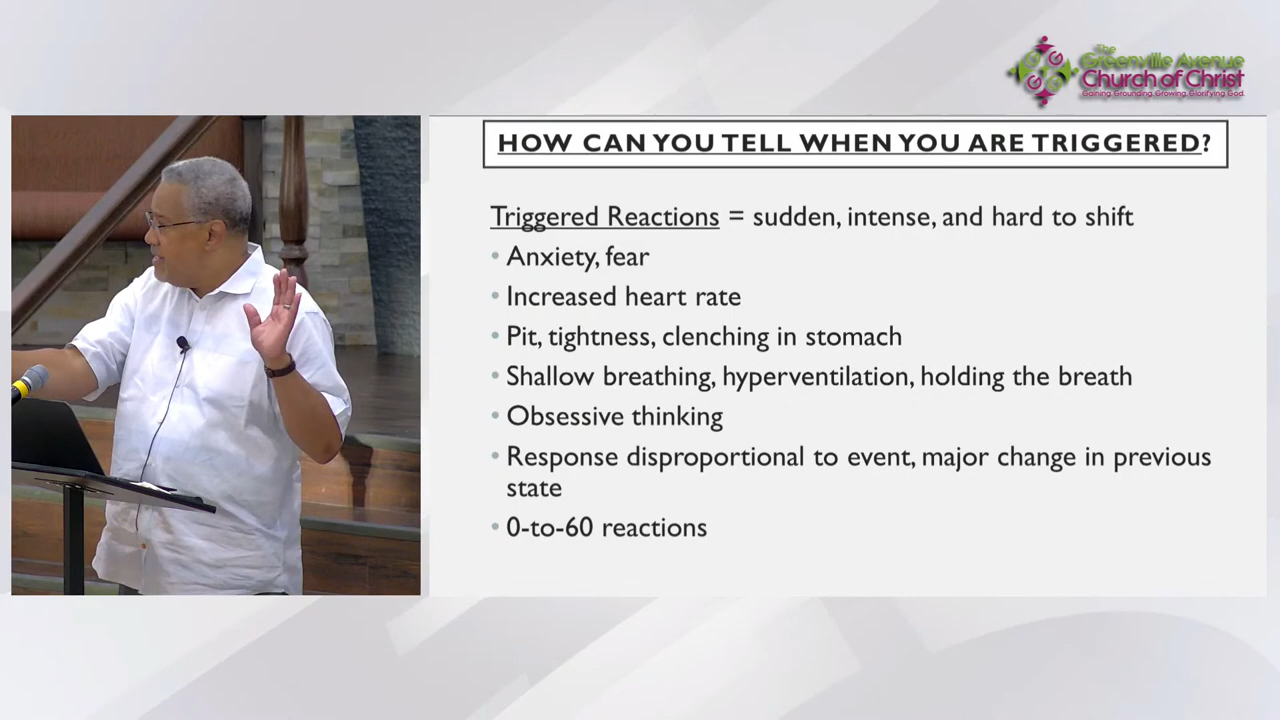 The
Greenville Avenue
Church of Christ
Gaining. Grounding. Growing. Glorifying God.
HOW CAN YOU TELL WHEN YOU ARE TRIGGERED?
Triggered Reactions = sudden, intense, and hard to shift
• Anxiety, fear
• Increased heart rate
• Pit, tightness, clenching in stomach
• Shallow breathing, hyperventilation, holding the breath
• Obsessive thinking
• Response disproportional to event, major change in previous
state
• 0-to-60 reactions